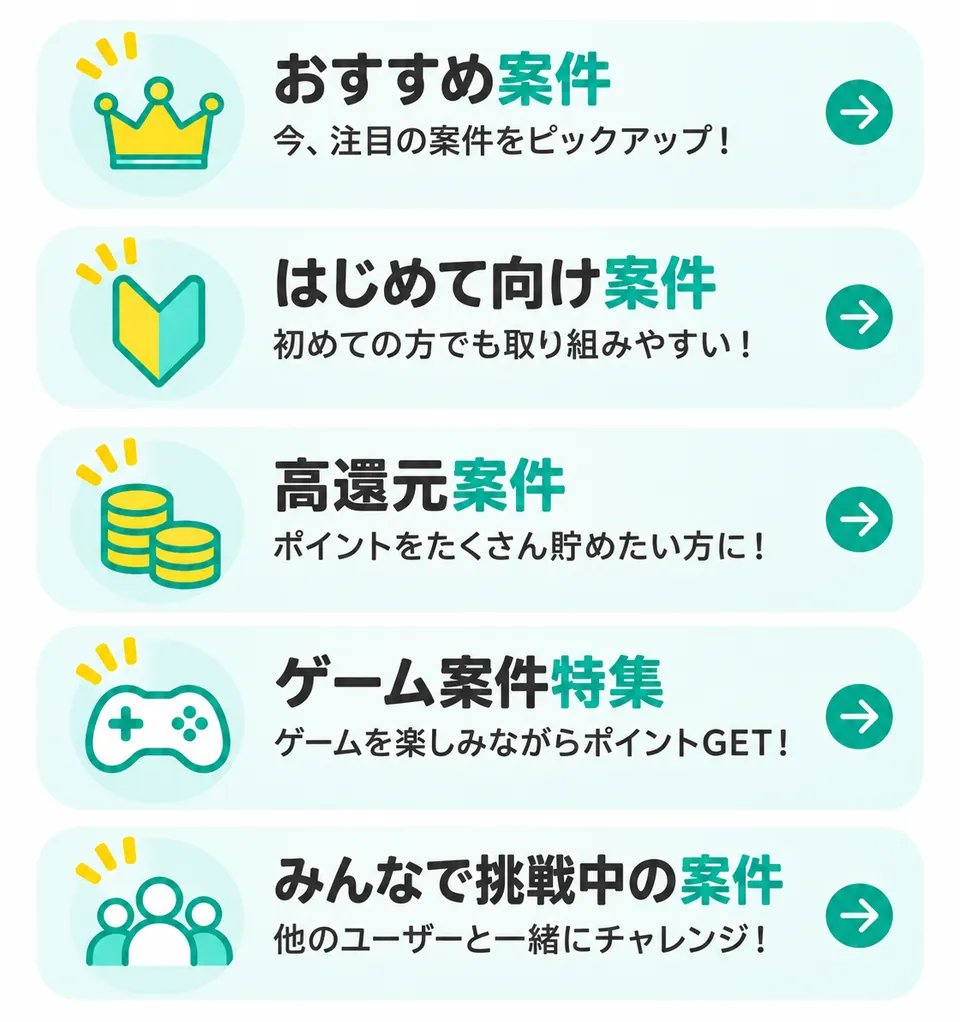 おすすめ案件
今、注目の案件をピックアップ！
はじめて向け案件
初めての方でも取り組みやすい！
高還元案件
ポイントをたくさん貯めたい方に！
ゲーム案件特集
ゲームを楽しみながらポイントGET！
みんなで挑戦中の案件
他のユーザーと一緒にチャレンジ！